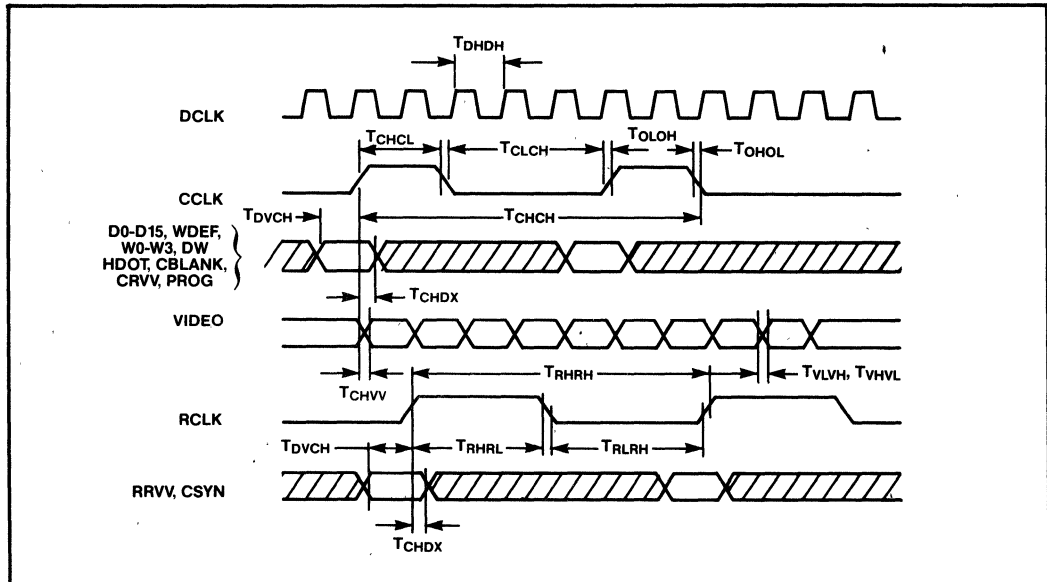 TDHDH
DCLK
TCHCL
TCLCH
TOLOH
TOHOL
CCLK
TDVCH
TCHCH
D0-D15, WDEF,
W0-W3, DW
HDOT, CBLANK,
CRVV, PROG
TCHDX
VIDEO
TCHVV
TRHRH
TVLVH, TVHVL
RCLK
TDVCH
TRHRL
TRLRH
RRVV, CSYN
TCHDX